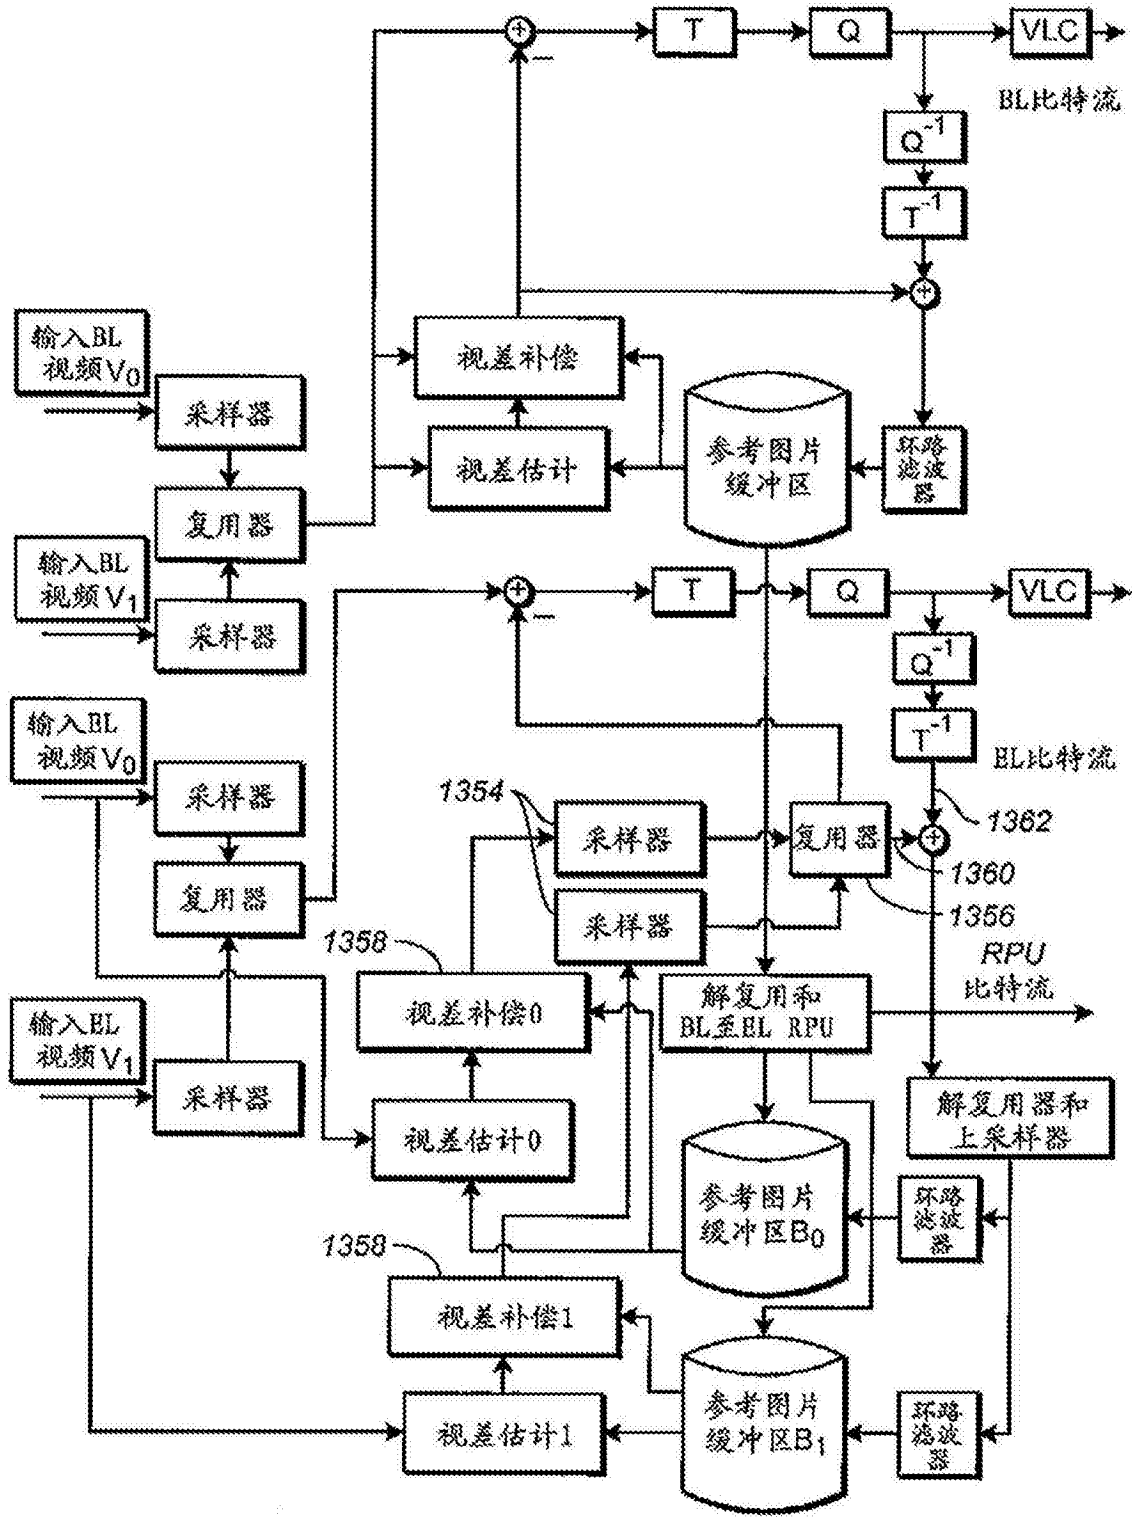 T
Q
VLC
BL比特流
Q⁻¹
T⁻¹
输入BL
视频V₀
采样器
视差补偿
视差估计
参考图片
缓冲区
环路
滤波
器
复用器
输入BL
视频V₁
采样器
T
Q
VLC
Q⁻¹
T⁻¹
EL比特流
输入BL
视频V₀
采样器
复用器
1354
采样器
采样器
复用器
1362
1360
1356
RPU
比特流
1358
视差补偿0
解复用和
BL至EL RPU
输入EL
视频V₁
采样器
视差估计0
解复用器和
上采样器
参考图片
缓冲区B₀
环路
滤波
器
1358
视差补偿1
视差估计1
参考图片
缓冲区B₁
环路
滤波
器